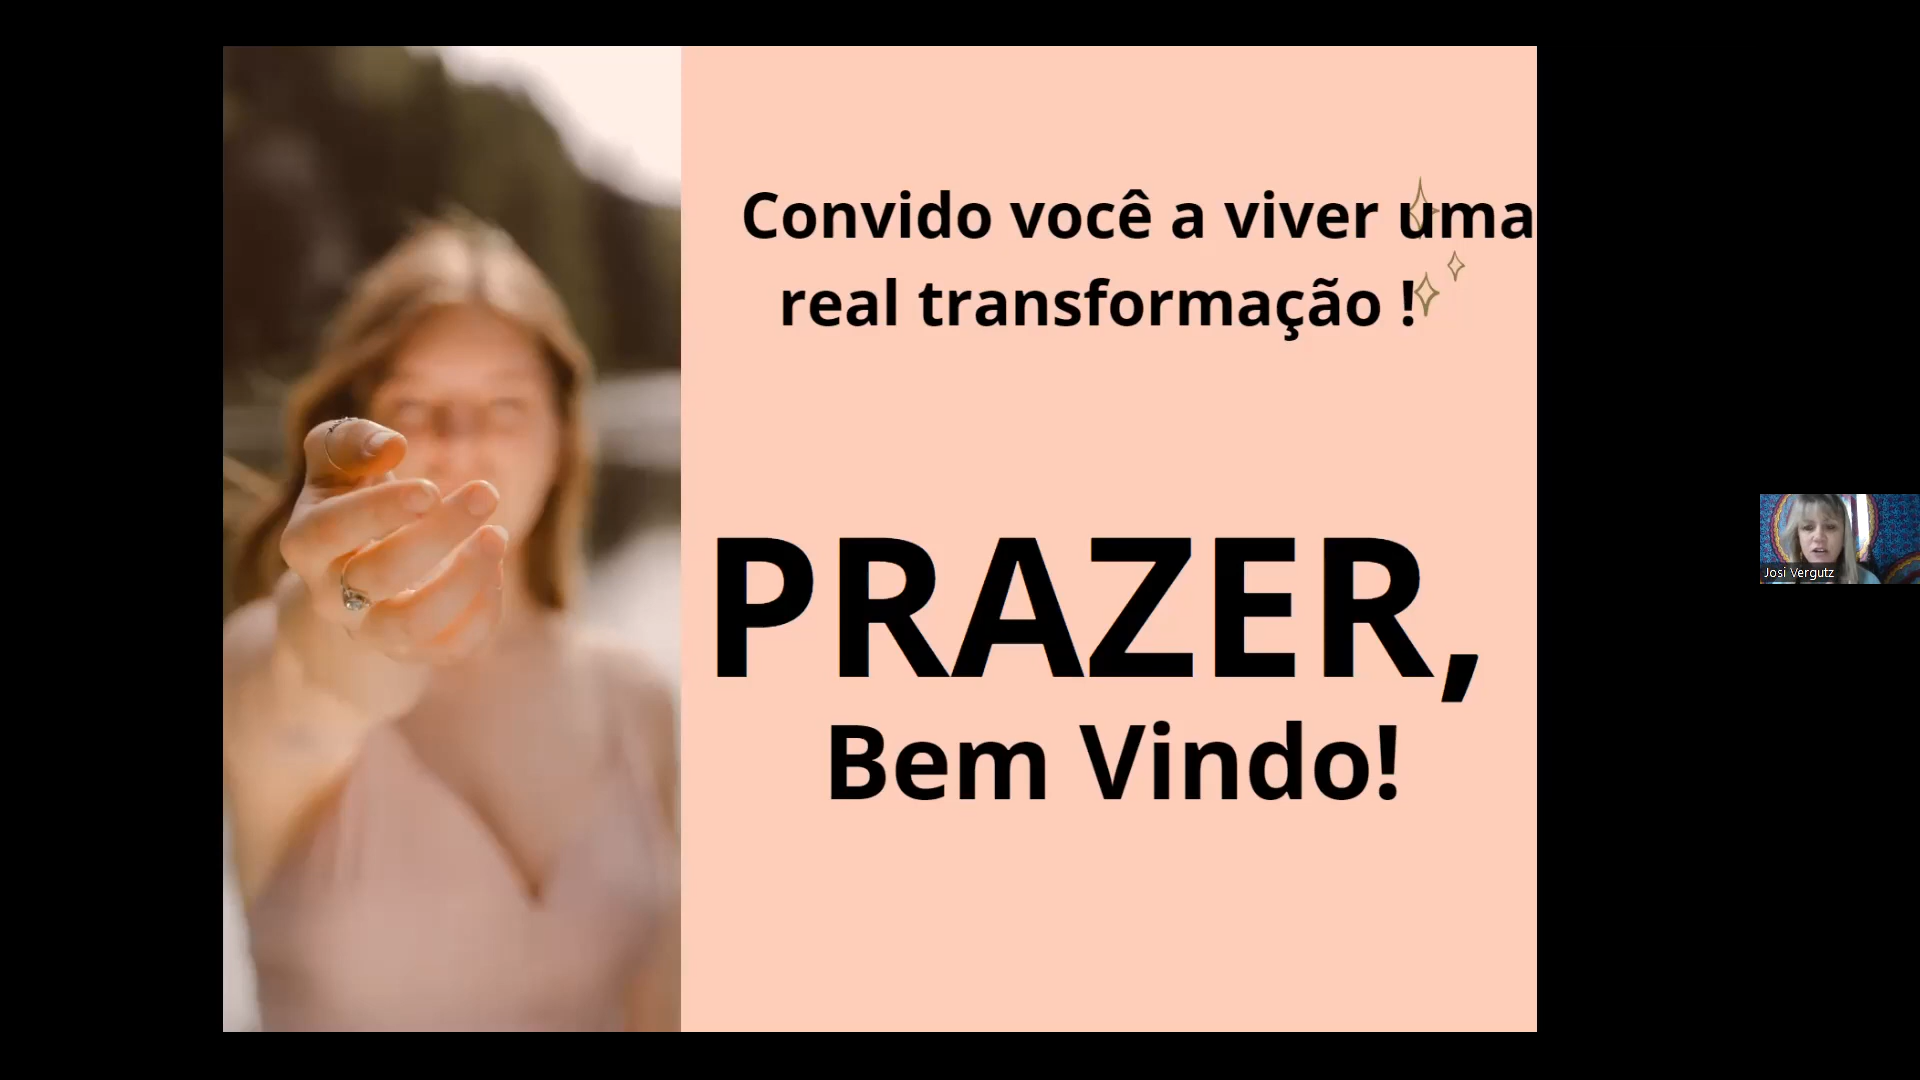 Convido você a viver uma
real transformação !
PRAZER,
Bem Vindo!
Josi Vergutz